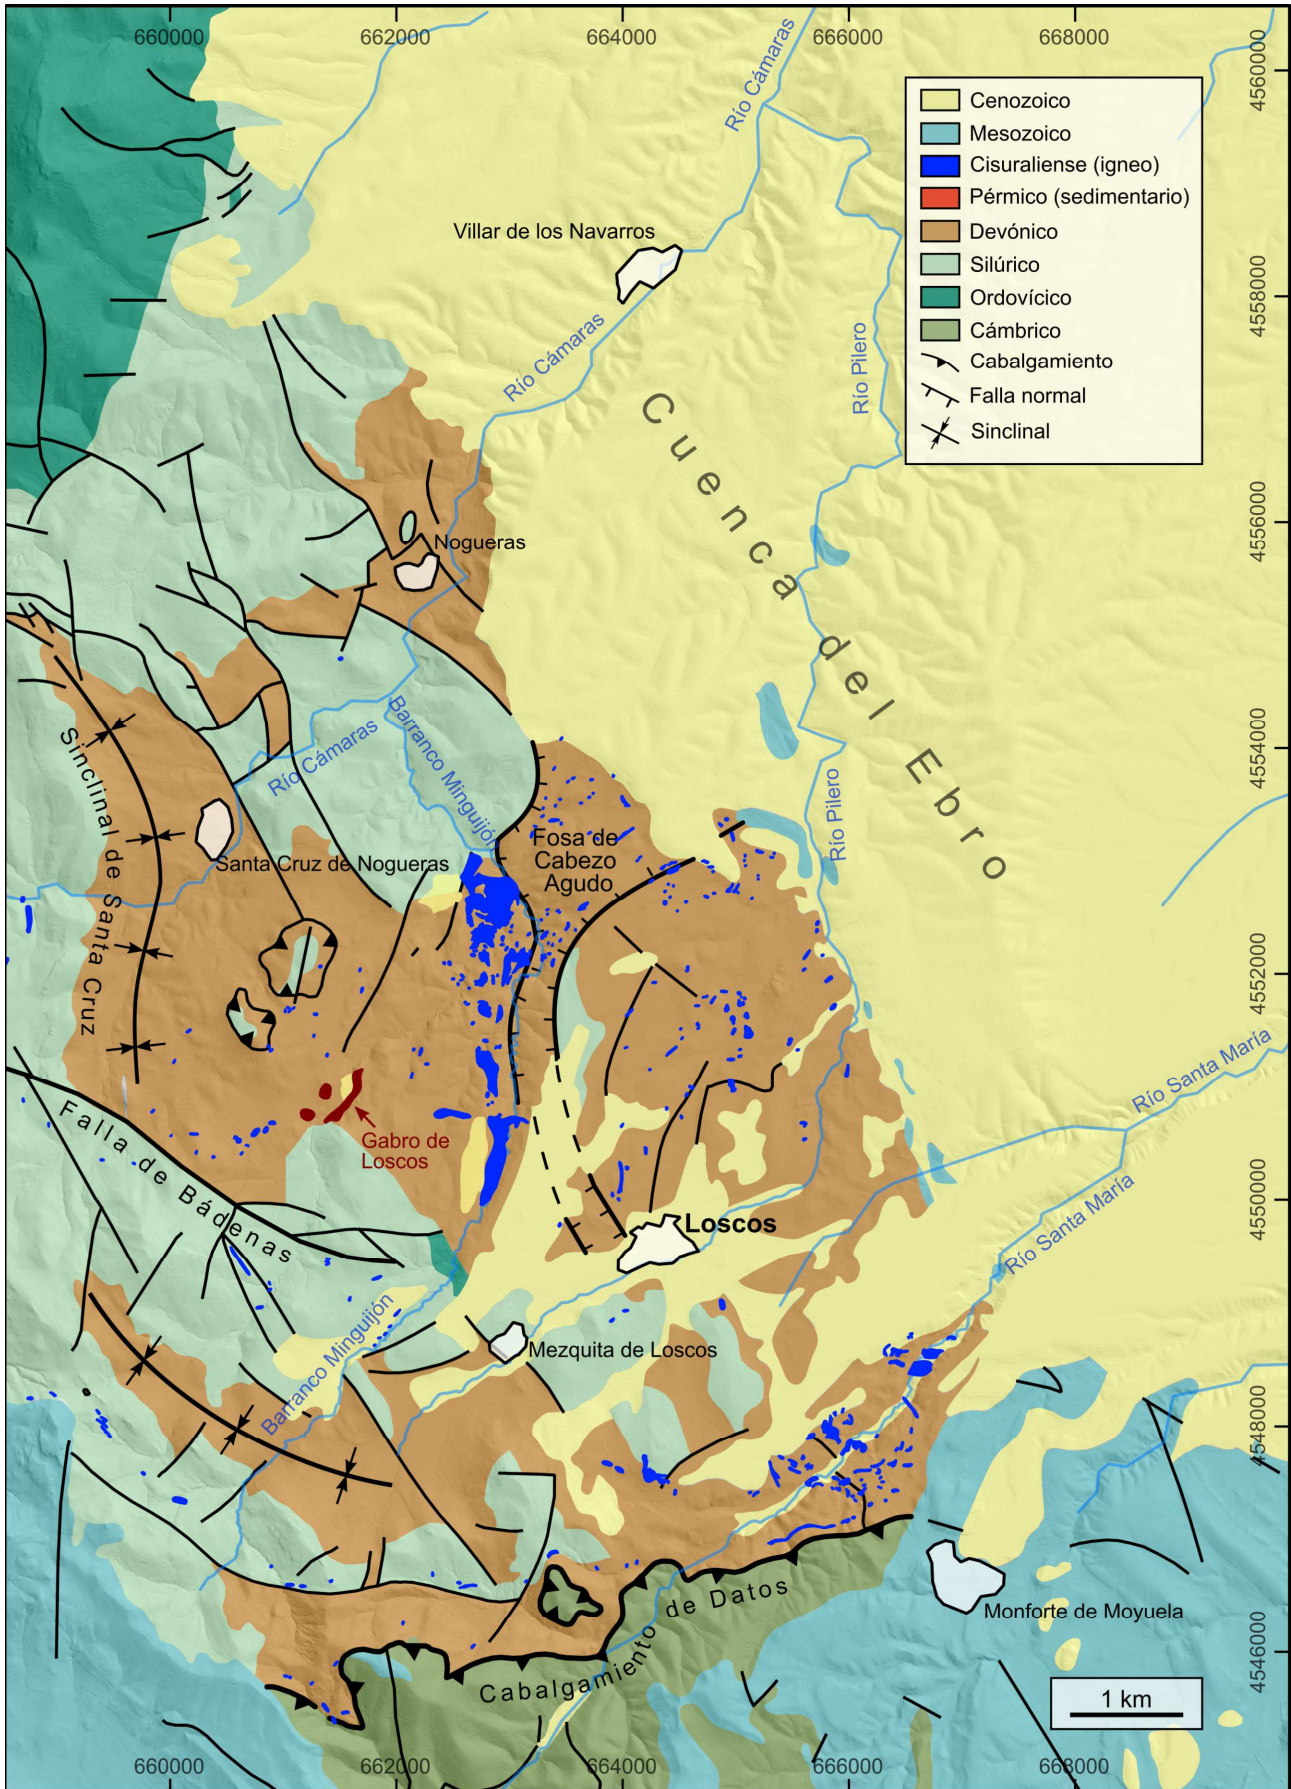 660000
662000
664000
666000
668000
4560000
4558000
4556000
4554000
4552000
4550000
4548000
4546000
Cenozoico
Mesozoico
Cisuraliense (igneo)
Pérmico (sedimentario)
Devónico
Silúrico
Ordovícico
Cámbrico
Cabalgamiento
Falla normal
Sinclinal
Río Cámaras
Villar de los Navarros
Río Cámaras
Río Pilero
Cuenca del Ebro
Nogueras
Barranco Minguijón
Río Cámaras
Sinclinal de Santa Cruz
Santa Cruz de Nogueras
Fosa de
Cabezo
Agudo
Río Pilero
Río Santa María
Gabro de
Loscos
Falla de Bádenas
Loscos
Río Santa María
Mezquita de Loscos
Barranco Minguijón
Cabalgamiento de Datos
Monforte de Moyuela
1 km
660000
662000
664000
666000
668000